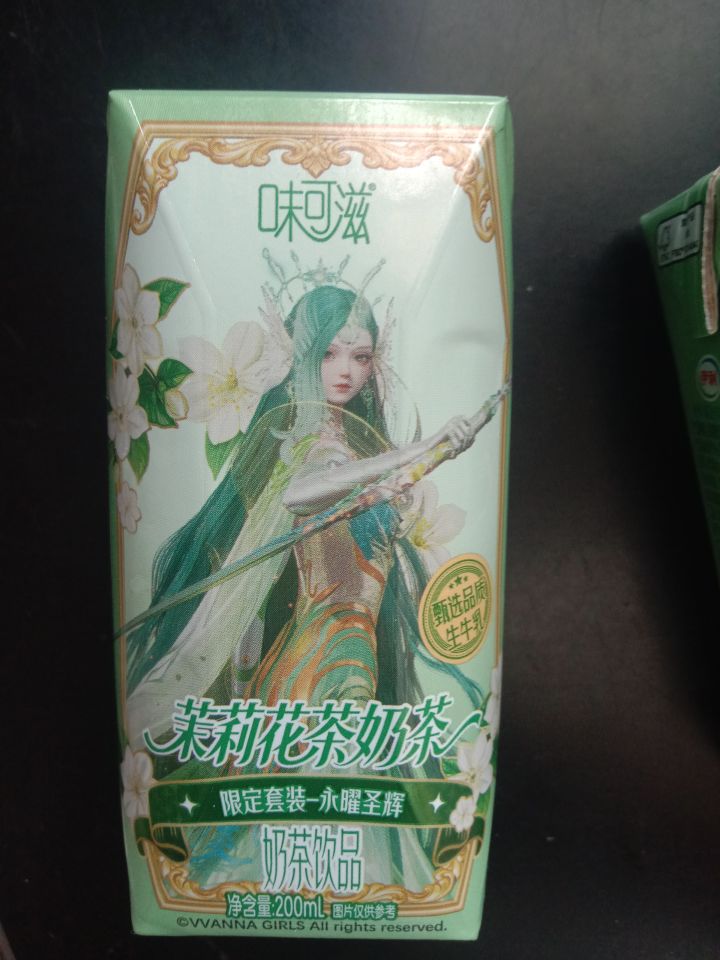 味可滋®
甄选品质
生牛乳
茉莉花茶奶茶
限定套装-永曜圣辉
奶茶饮品
净含量:200mL 图片仅供参考
©VVANNA GIRLS All rights reserved.
伊利